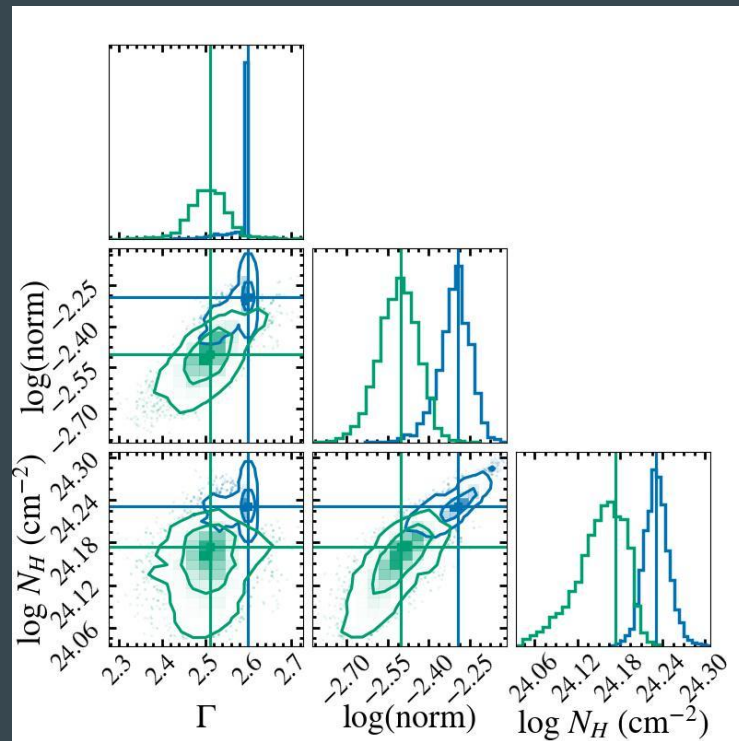 log(norm)
−2.25
−2.40
−2.55
−2.70
log N_H (cm⁻²)
24.30
24.24
24.18
24.12
24.06
2.3 2.4 2.5 2.6 2.7
−2.70 −2.55 −2.40 −2.25
24.06 24.12 24.18 24.24 24.30
Γ
log(norm)
log N_H (cm⁻²)